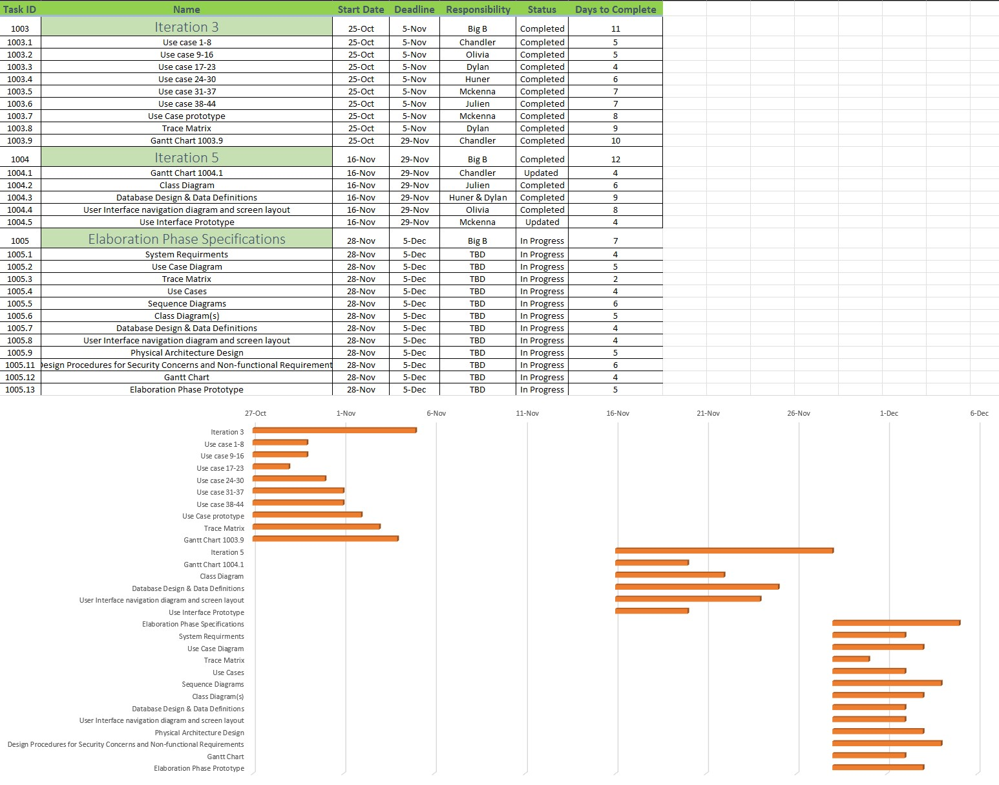 Task ID Name Start Date Deadline Responsibility Status Days to Complete
1003 Iteration 3 25-Oct 5-Nov Big B Completed 11
1003.1 Use case 1-8 25-Oct 5-Nov Chandler Completed 5
1003.2 Use case 9-16 25-Oct 5-Nov Olivia Completed 5
1003.3 Use case 17-23 25-Oct 5-Nov Dylan Completed 4
1003.4 Use case 24-30 25-Oct 5-Nov Huner Completed 6
1003.5 Use case 31-37 25-Oct 5-Nov Mckenna Completed 7
1003.6 Use case 38-44 25-Oct 5-Nov Julien Completed 7
1003.7 Use Case prototype 25-Oct 5-Nov Mckenna Completed 8
1003.8 Trace Matrix 25-Oct 5-Nov Dylan Completed 9
1003.9 Gantt Chart 1003.9 25-Oct 29-Nov Chandler Completed 10
1004 Iteration 5 16-Nov 29-Nov Big B Completed 12
1004.1 Gantt Chart 1004.1 16-Nov 29-Nov Chandler Updated 4
1004.2 Class Diagram 16-Nov 29-Nov Julien Completed 6
1004.3 Database Design & Data Definitions 16-Nov 29-Nov Huner & Dylan Completed 9
1004.4 User Interface navigation diagram and screen layout 16-Nov 29-Nov Olivia Completed 8
1004.5 Use Interface Prototype 16-Nov 29-Nov Mckenna Updated 4
1005 Elaboration Phase Specifications 28-Nov 5-Dec Big B In Progress 7
1005.1 System Requirments 28-Nov 5-Dec TBD In Progress 4
1005.2 Use Case Diagram 28-Nov 5-Dec TBD In Progress 5
1005.3 Trace Matrix 28-Nov 5-Dec TBD In Progress 2
1005.4 Use Cases 28-Nov 5-Dec TBD In Progress 4
1005.5 Sequence Diagrams 28-Nov 5-Dec TBD In Progress 6
1005.6 Class Diagram(s) 28-Nov 5-Dec TBD In Progress 5
1005.7 Database Design & Data Definitions 28-Nov 5-Dec TBD In Progress 4
1005.8 User Interface navigation diagram and screen layout 28-Nov 5-Dec TBD In Progress 4
1005.9 Physical Architecture Design 28-Nov 5-Dec TBD In Progress 5
1005.11 Design Procedures for Security Concerns and Non-functional Requirement 28-Nov 5-Dec TBD In Progress 6
1005.12 Gantt Chart 28-Nov 5-Dec TBD In Progress 4
1005.13 Elaboration Phase Prototype 28-Nov 5-Dec TBD In Progress 5
27-Oct 1-Nov 6-Nov 11-Nov 16-Nov 21-Nov 26-Nov 1-Dec 6-Dec
Iteration 3
Use case 1-8
Use case 9-16
Use case 17-23
Use case 24-30
Use case 31-37
Use case 38-44
Use Case prototype
Trace Matrix
Gantt Chart 1003.9
Iteration 5
Gantt Chart 1004.1
Class Diagram
Database Design & Data Definitions
User Interface navigation diagram and screen layout
Use Interface Prototype
Elaboration Phase Specifications
System Requirments
Use Case Diagram
Trace Matrix
Use Cases
Sequence Diagrams
Class Diagram(s)
Database Design & Data Definitions
User Interface navigation diagram and screen layout
Physical Architecture Design
Design Procedures for Security Concerns and Non-functional Requirements
Gantt Chart
Elaboration Phase Prototype